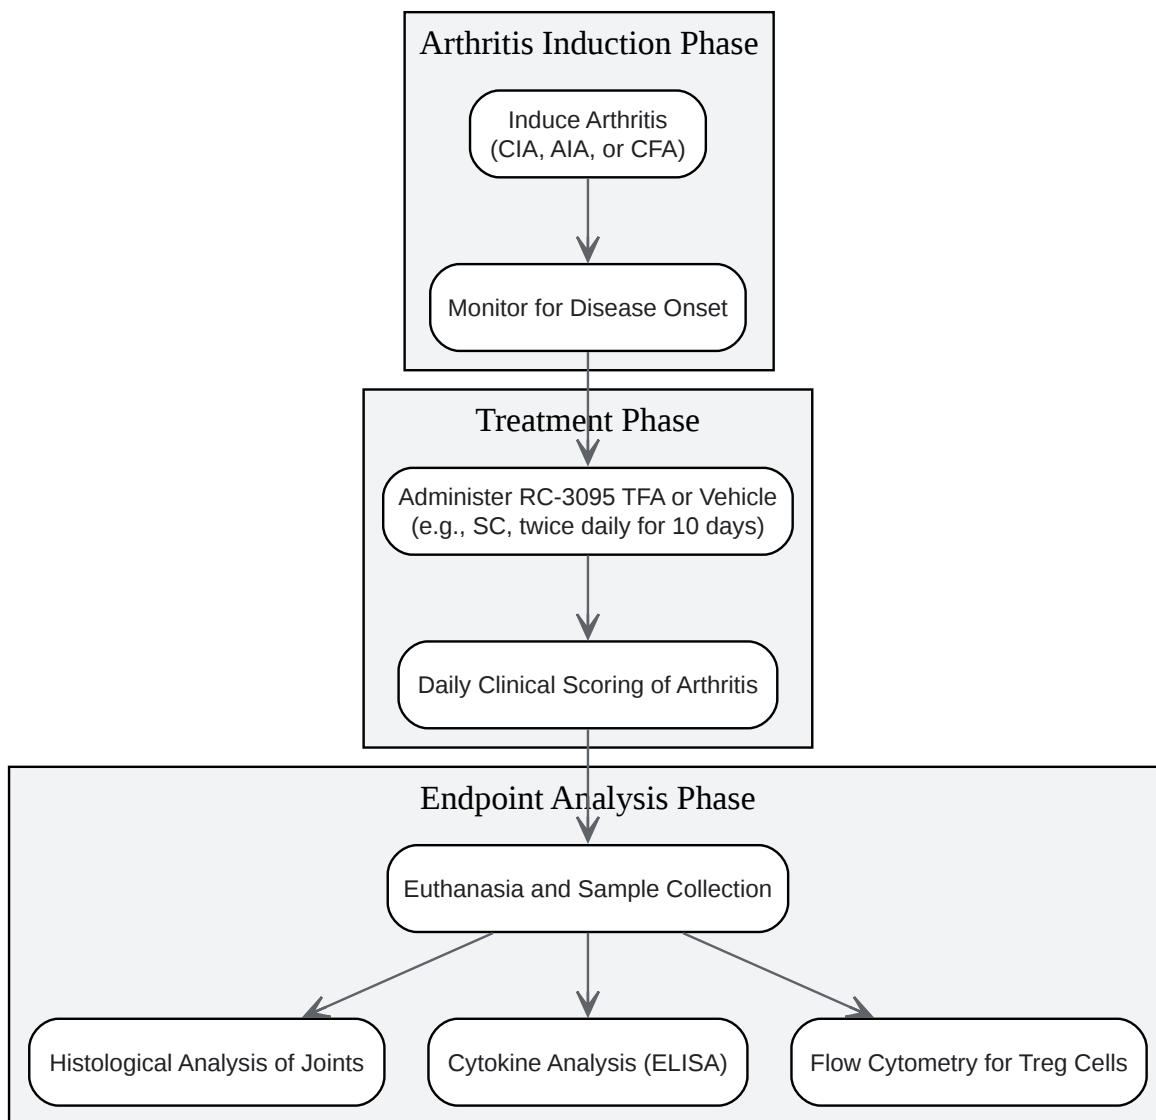 Arthritis Induction Phase
Induce Arthritis
(CIA, AIA, or CFA)
Monitor for Disease Onset
Treatment Phase
Administer RC-3095 TFA or Vehicle
(e.g., SC, twice daily for 10 days)
Daily Clinical Scoring of Arthritis
Endpoint Analysis Phase
Euthanasia and Sample Collection
Histological Analysis of Joints
Cytokine Analysis (ELISA)
Flow Cytometry for Treg Cells